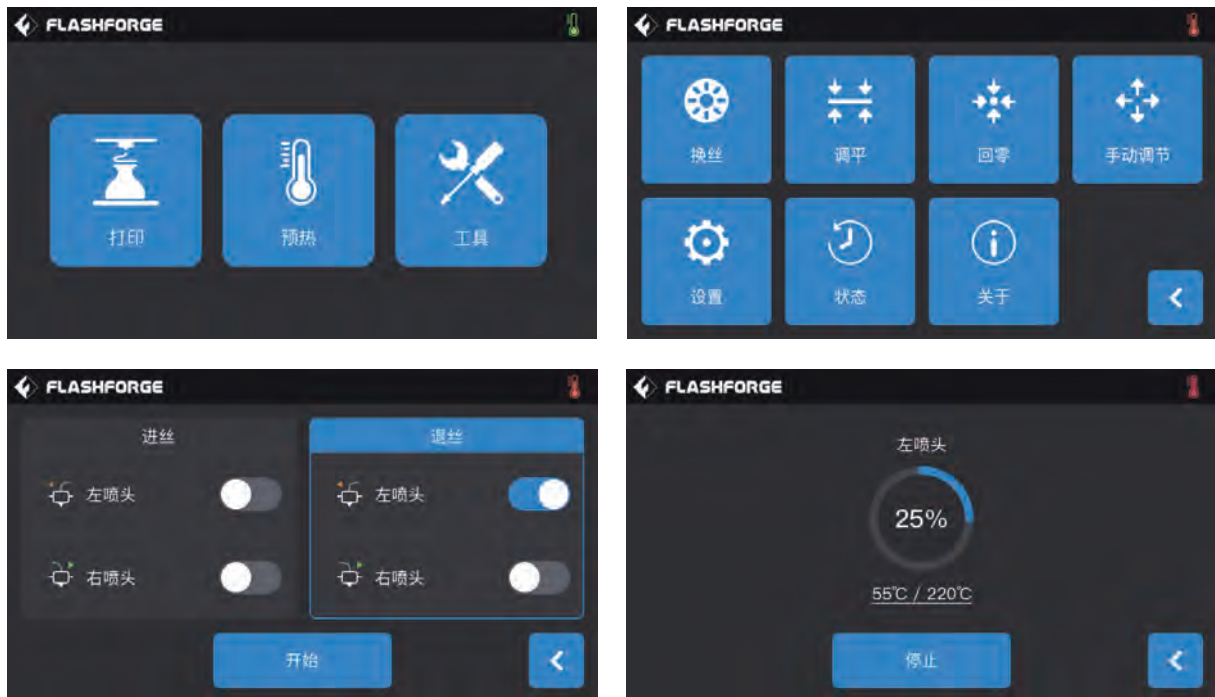 FLASHFORGE
打印
预热
工具
FLASHFORGE
换丝
调平
回零
手动调节
设置
状态
关于
FLASHFORGE
进丝
退丝
左喷头
左喷头
右喷头
右喷头
开始
FLASHFORGE
左喷头
25%
55℃ / 220℃
停止